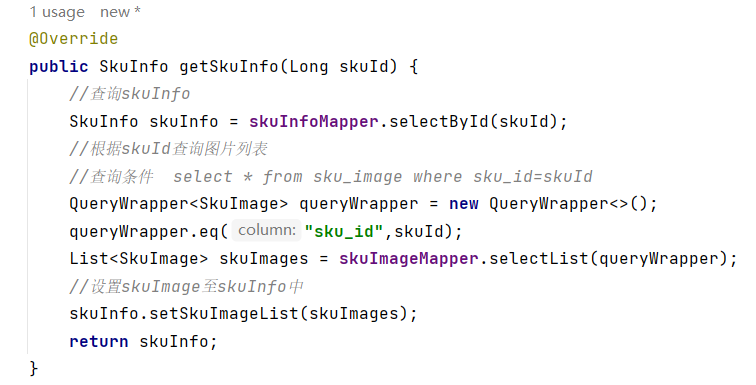 1 usage   new *
@Override
public SkuInfo getSkuInfo(Long skuId) {
    //查询skuInfo
    SkuInfo skuInfo = skuInfoMapper.selectById(skuId);
    //根据skuId查询图片列表
    //查询条件  select * from sku_image where sku_id=skuId
    QueryWrapper<SkuImage> queryWrapper = new QueryWrapper<>();
    queryWrapper.eq( column: "sku_id",skuId);
    List<SkuImage> skuImages = skuImageMapper.selectList(queryWrapper);
    //设置skuImage至skuInfo中
    skuInfo.setSkuImageList(skuImages);
    return skuInfo;
}